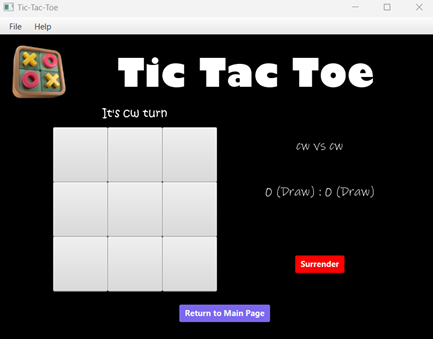 Tic-Tac-Toe
File Help
Tic Tac Toe
It's cw turn
cw vs cw
0 (Draw) : 0 (Draw)
Surrender
Return to Main Page